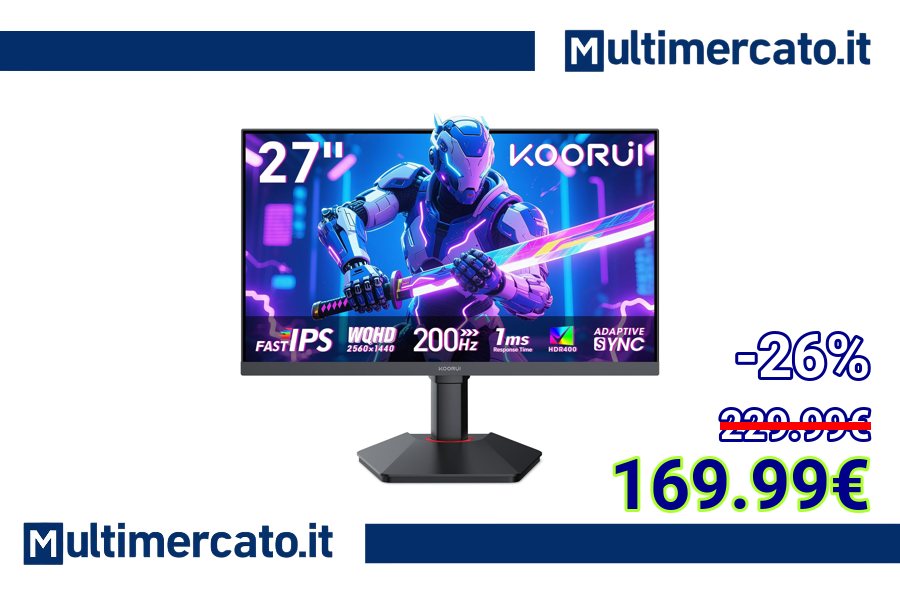 Multimercato.it
27"
KOORUI
FAST IPS
WQHD
2560x1440
200Hz
1ms
Response Time
HDR400
ADAPTIVE
SYNC
KOORUI
-26%
229.99€
169.99€
Multimercato.it